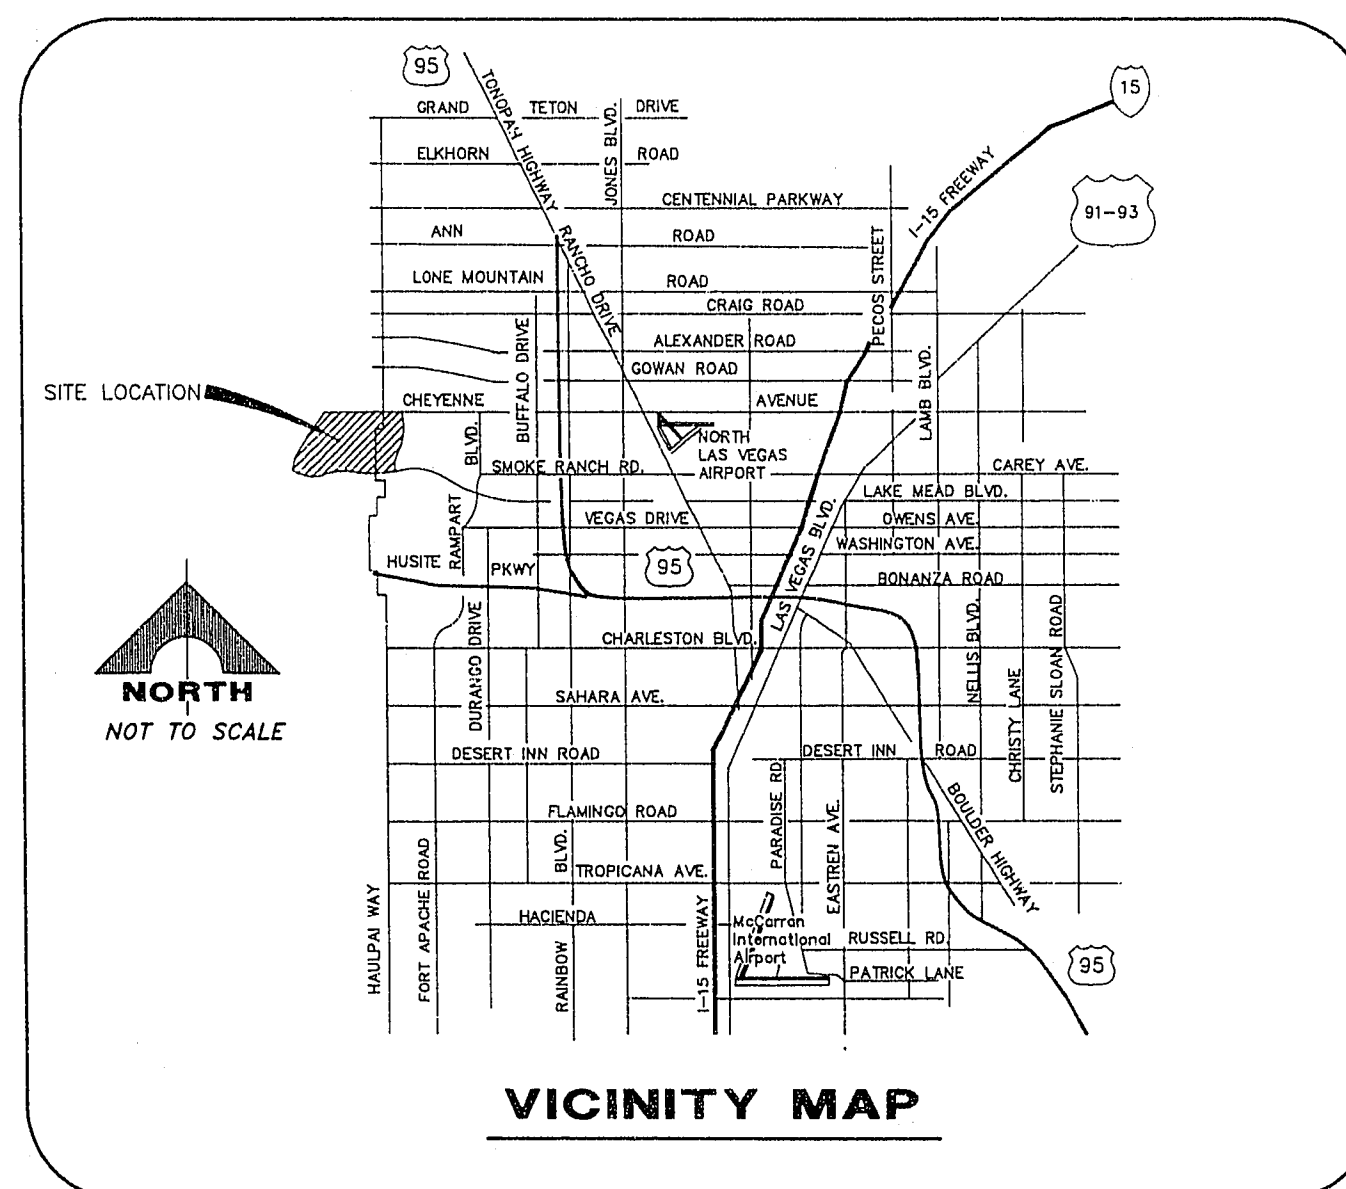 95
TONOPAH HIGHWAY
GRAND TETON DRIVE
15
ELKHORN ROAD
JONES BLVD.
I-15 FREEWAY
CENTENNIAL PARKWAY
91-93
ANN ROAD
RANCHO DRIVE
PECOS STREET
LONE MOUNTAIN ROAD
CRAIG ROAD
BUFFALO DRIVE
ALEXANDER ROAD
GOWAN ROAD
LAMB BLVD.
SITE LOCATION
CHEYENNE AVENUE
NORTH
LAS VEGAS
AIRPORT
RAMPART BLVD.
SMOKE RANCH RD.
CAREY AVE.
LAKE MEAD BLVD.
VEGAS DRIVE
OWENS AVE.
LAS VEGAS BLVD.
WASHINGTON AVE.
HUSITE PKWY
95
BONANZA ROAD
CHARLESTON BLVD.
DURANGO DRIVE
NELLIS BLVD.
CHRISTY LANE
STEPHANIE SLOAN ROAD
NORTH
NOT TO SCALE
SAHARA AVE.
DESERT INN ROAD
DESERT INN ROAD
PARADISE RD.
EASTREN AVE.
BOULDER HIGHWAY
FLAMINGO ROAD
TROPICANA AVE.
HAULPAI WAY
FORT APACHE ROAD
RAINBOW BLVD.
HACIENDA
I-15 FREEWAY
McCarran
International
Airport
RUSSELL RD.
PATRICK LANE
95
VICINITY MAP